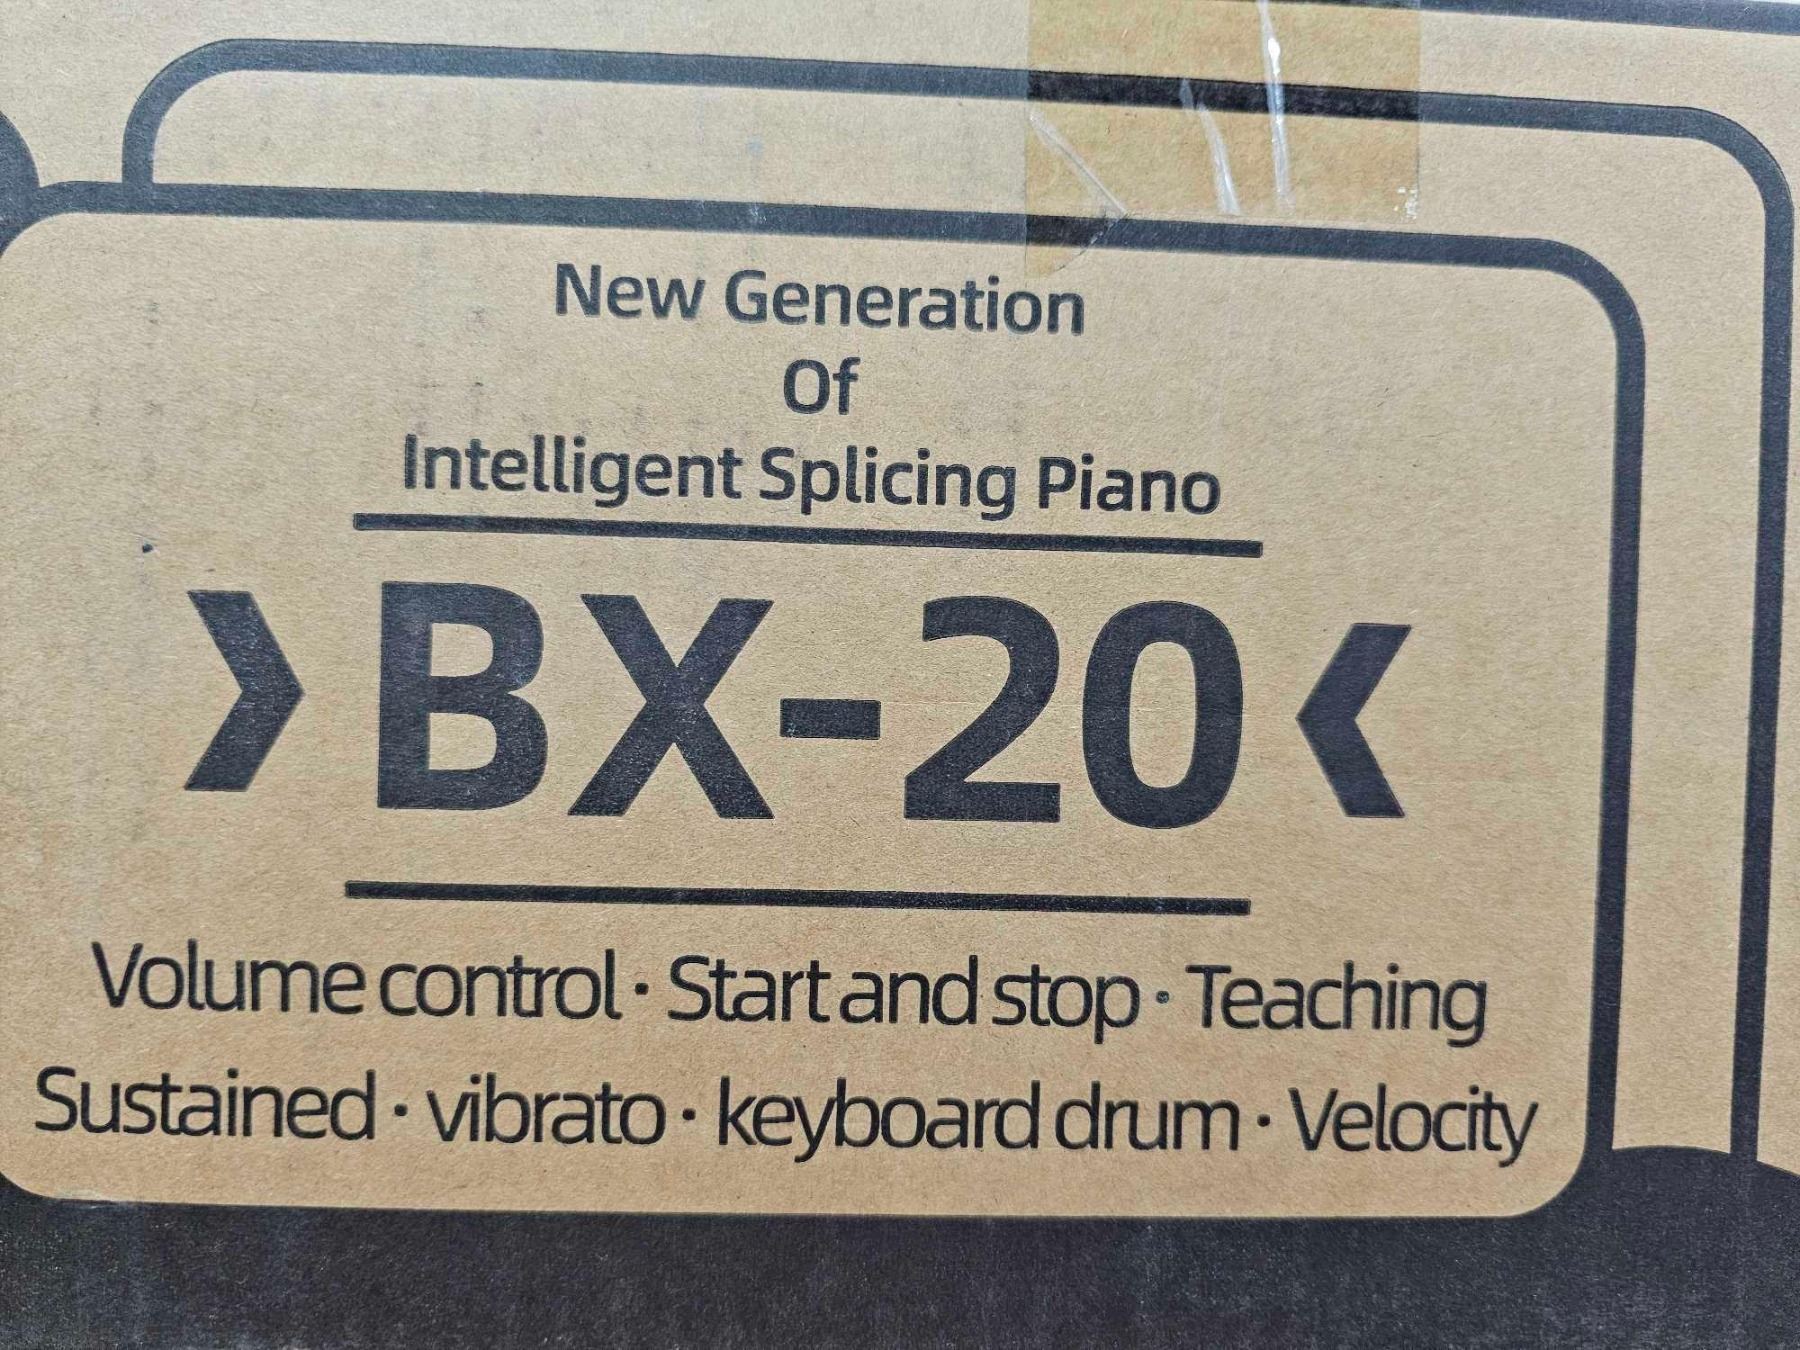 New Generation
Of
Intelligent Splicing Piano
BX-20
Volume control · Start and stop · Teaching
Sustained · vibrato · keyboard drum · Velocity